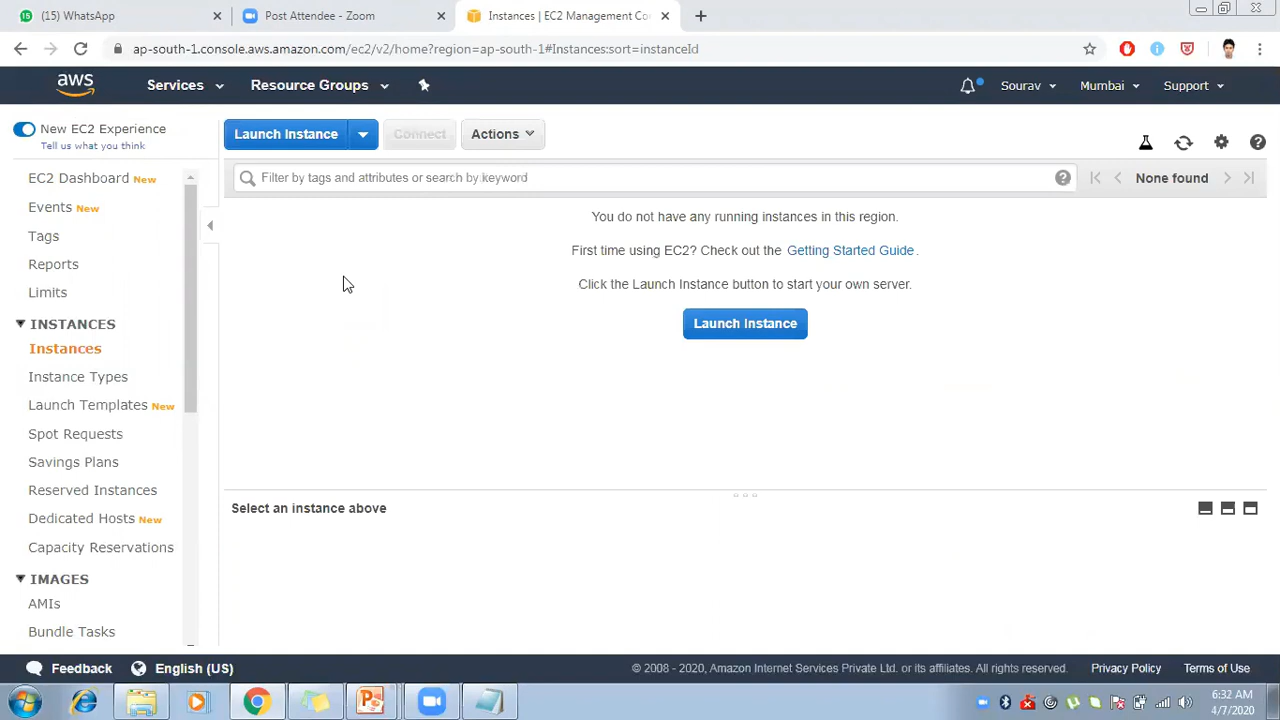 (15) WhatsApp
Post Attendee - Zoom
Instances | EC2 Management Co
ap-south-1.console.aws.amazon.com/ec2/v2/home?region=ap-south-1#Instances:sort=instanceId
aws
Services
Resource Groups
Sourav
Mumbai
Support
New EC2 Experience
Tell us what you think
Launch Instance
Connect
Actions
Filter by tags and attributes or search by keyword
None found
EC2 Dashboard New
Events New
Tags
Reports
Limits
INSTANCES
Instances
Instance Types
Launch Templates New
Spot Requests
Savings Plans
Reserved Instances
Dedicated Hosts New
Capacity Reservations
IMAGES
AMIs
Bundle Tasks
You do not have any running instances in this region.
First time using EC2? Check out the Getting Started Guide.
Click the Launch Instance button to start your own server.
Launch Instance
Select an instance above
Feedback
English (US)
© 2008 - 2020, Amazon Internet Services Private Ltd. or its affiliates. All rights reserved.
Privacy Policy
Terms of Use
6:32 AM
4/7/2020